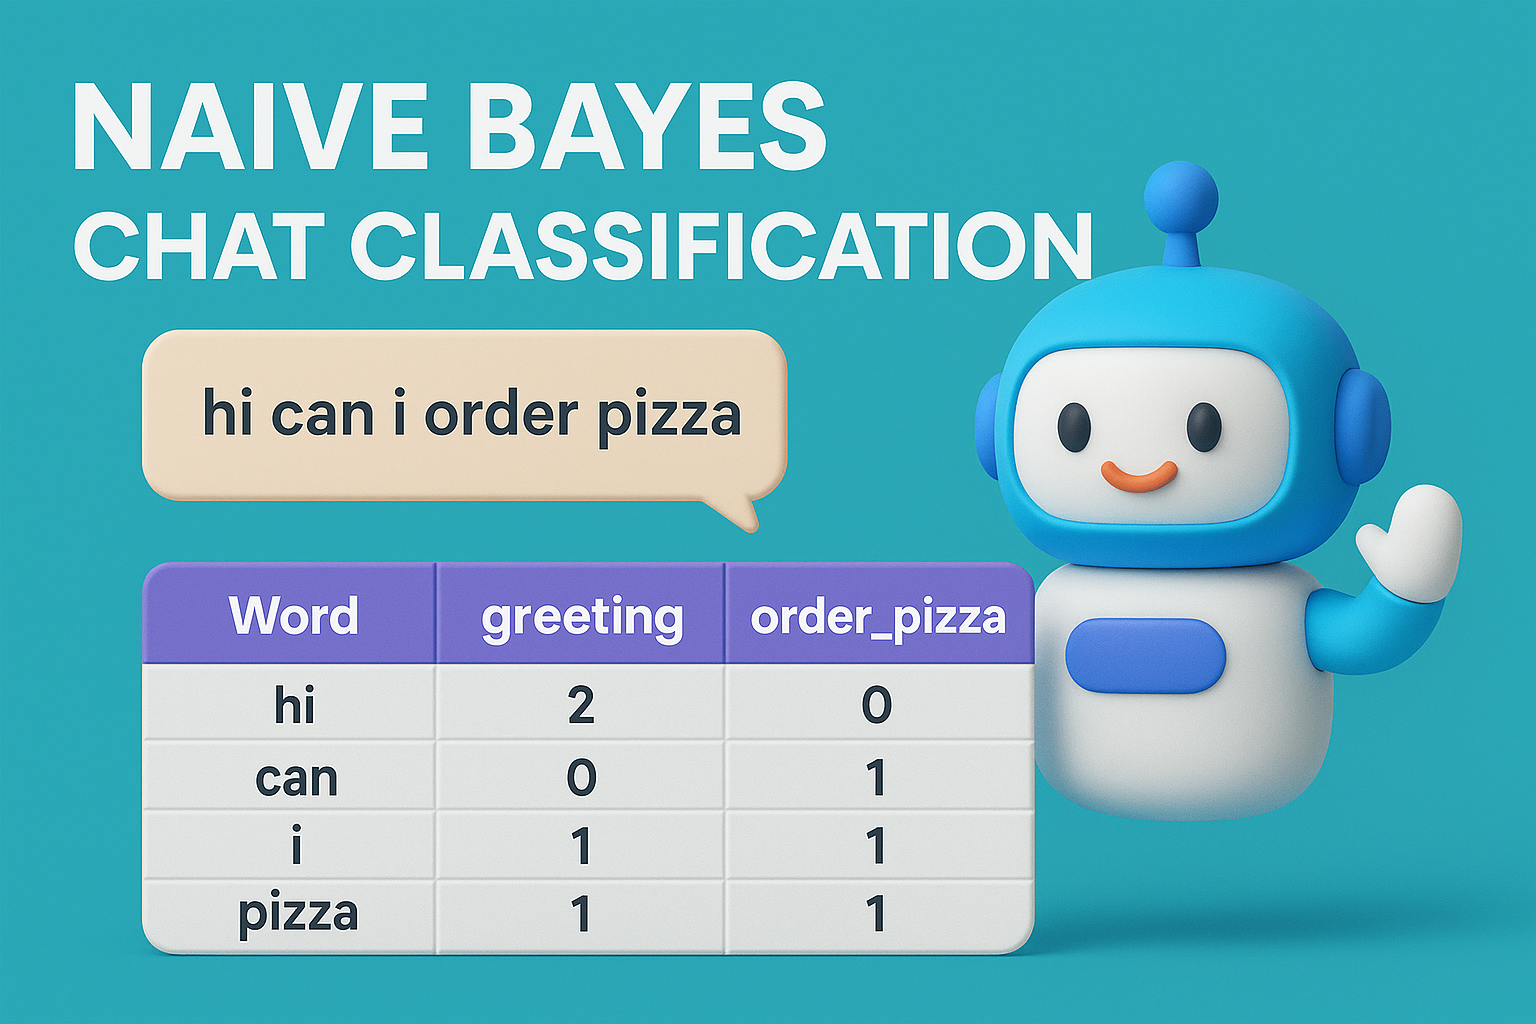 NAIVE BAYES
CHAT CLASSIFICATION
hi can i order pizza
Word greeting order_pizza
hi 2 0
can 0 1
i 1 1
pizza 1 1